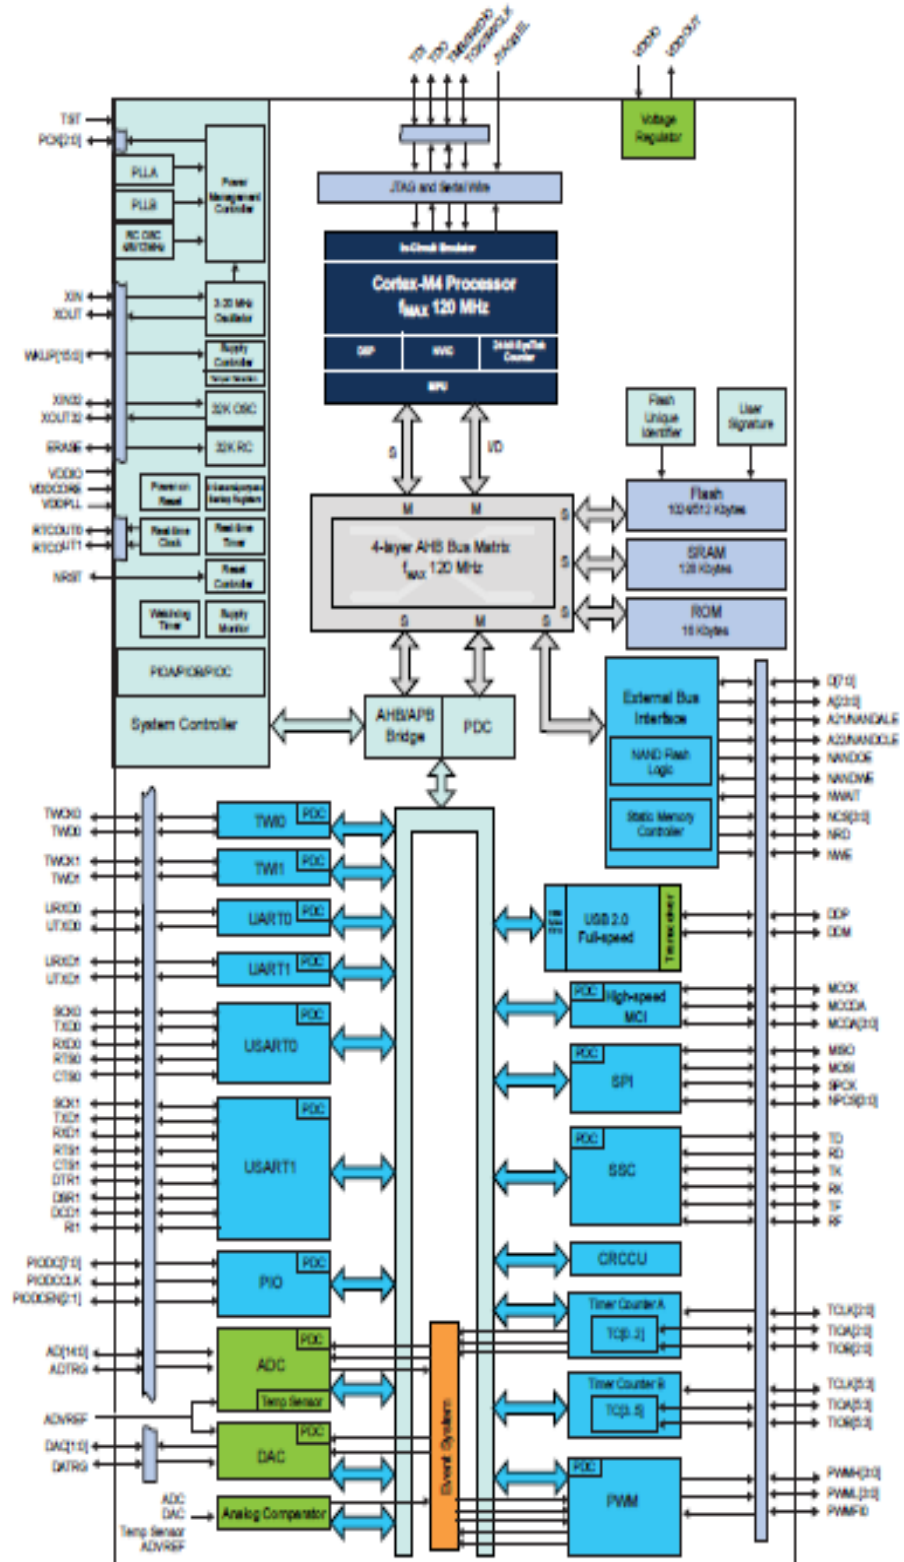 TDI
TDO
JTAGSEL
VDDIO
VDDOUT
Voltage
Regulator
TST
PCK[2:0]
PLLA
PLLB
RC OSC
Power
Management
Controller
JTAG and Serial Wire
In-Circuit Emulator
Cortex-M4 Processor
fMAX 120 MHz
DSP
NVIC
24-bit SysTick
Counter
MPU
XIN
XOUT
3-20 MHz
Oscillator
WKUP[15:0]
Supply
Controller
XIN32
XOUT32
32K OSC
ERASE
32K RC
VDDIO
VDDCORE
VDDPLL
Power-on
Reset
RTCOUT0
RTCOUT1
Real-time
Clock
Real-time
Timer
NRST
Reset
Controller
Watchdog
Timer
Supply
Monitor
PIOA/PIOB/PIOC
System Controller
S
I/D
M
M
4-layer AHB Bus Matrix
fMAX 120 MHz
S
S
S
S
M
S
Flash
Unique
Identifier
User
Signature
Flash
SRAM
128 Kbytes
ROM
16 Kbytes
AHB/APB
Bridge
PDC
External Bus
Interface
NAND Flash
Logic
Static Memory
Controller
D[7:0]
A[23:0]
A21/NANDALE
A22/NANDCLE
NANDOE
NANDWE
NWAIT
NCS[3:0]
NRD
NWE
TWCK0
TWD0
TWI0
PDC
TWCK1
TWD1
TWI1
PDC
URXD0
UTXD0
UART0
PDC
URXD1
UTXD1
UART1
PDC
SCK0
TXD0
RXD0
RTS0
CTS0
USART0
PDC
SCK1
TXD1
RXD1
RTS1
CTS1
DTR1
DSR1
DCD1
RI1
USART1
PDC
PIODC[7:0]
PIODCCLK
PIODCEN[2:1]
PIO
PDC
AD[14:0]
ADTRG
ADC
PDC
Temp Sensor
ADVREF
DAC[1:0]
DATRG
DAC
PDC
ADC
DAC
Temp Sensor
ADVREF
Analog Comparator
Event System
USB 2.0
Full-speed
Transceiver
DDP
DDM
PDC
High-speed
MCI
MCCK
MCCDA
MCDA[3:0]
PDC
SPI
MISO
MOSI
SPCK
NPCS[3:0]
PDC
SSC
TD
RD
TK
RK
TF
RF
CRCCU
Timer Counter A
TC[0..2]
TCLK[2:0]
TIOA[2:0]
TIOB[2:0]
Timer Counter B
TC[3..5]
TCLK[5:3]
TIOA[5:3]
TIOB[5:3]
PDC
PWM
PWMH[3:0]
PWML[3:0]
PWMFI0